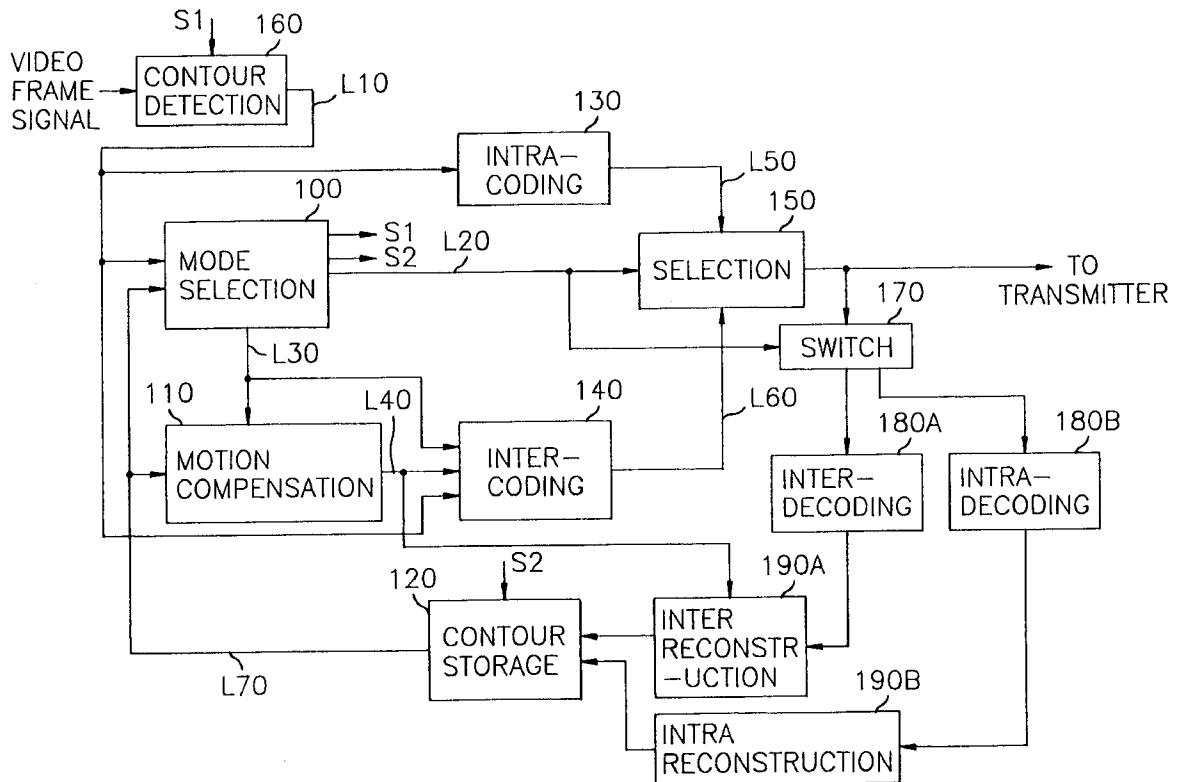 S1
160
VIDEO
FRAME
SIGNAL
CONTOUR
DETECTION
L10
130
INTRA-
CODING
L50
100
MODE
SELECTION
S1
S2
L20
150
SELECTION
TO
TRANSMITTER
170
SWITCH
L30
110
MOTION
COMPENSATION
L40
140
INTER-
CODING
L60
180A
INTER-
DECODING
180B
INTRA-
DECODING
S2
120
CONTOUR
STORAGE
190A
INTER
RECONSTR
-UCTION
L70
190B
INTRA
RECONSTRUCTION